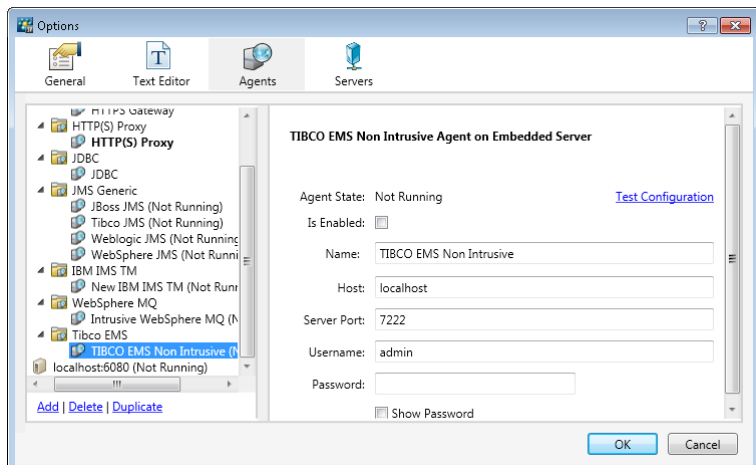 Options
General
Text Editor
Agents
Servers
HTTPS Gateway
HTTP(S) Proxy
HTTP(S) Proxy
JDBC
JDBC
JMS Generic
JBoss JMS (Not Running)
Tibco JMS (Not Running)
Weblogic JMS (Not Running
WebSphere JMS (Not Runni
IBM IMS TM
New IBM IMS TM (Not Runr
WebSphere MQ
Intrusive WebSphere MQ (N
Tibco EMS
TIBCO EMS Non Intrusive (N
localhost:6080 (Not Running)
Add | Delete | Duplicate
TIBCO EMS Non Intrusive Agent on Embedded Server
Agent State: Not Running Test Configuration
Is Enabled:
Name: TIBCO EMS Non Intrusive
Host: localhost
Server Port: 7222
Username: admin
Password:
Show Password
OK Cancel